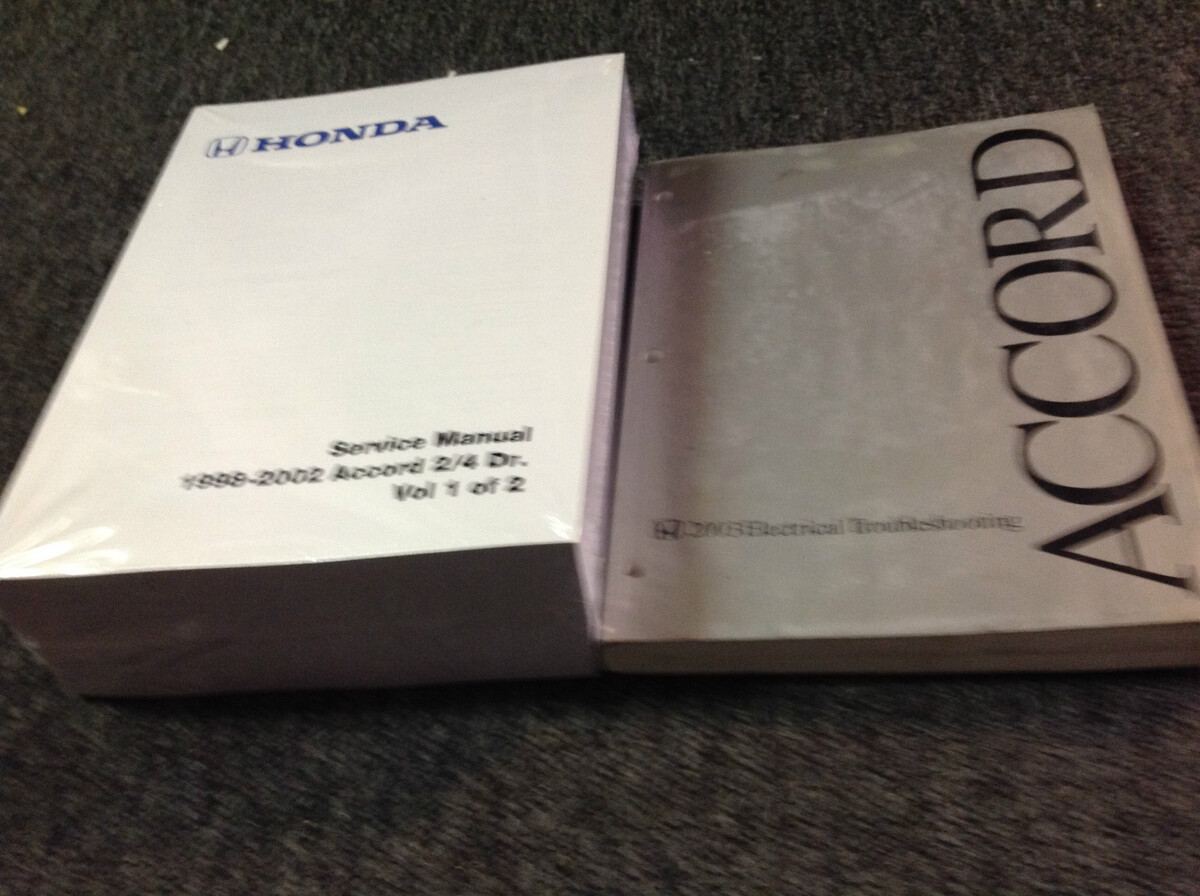 HONDA
Service Manual
1998-2002 Accord 2/4 Dr.
Vol 1 of 2
ACCORD
2003 Electrical Troubleshooting